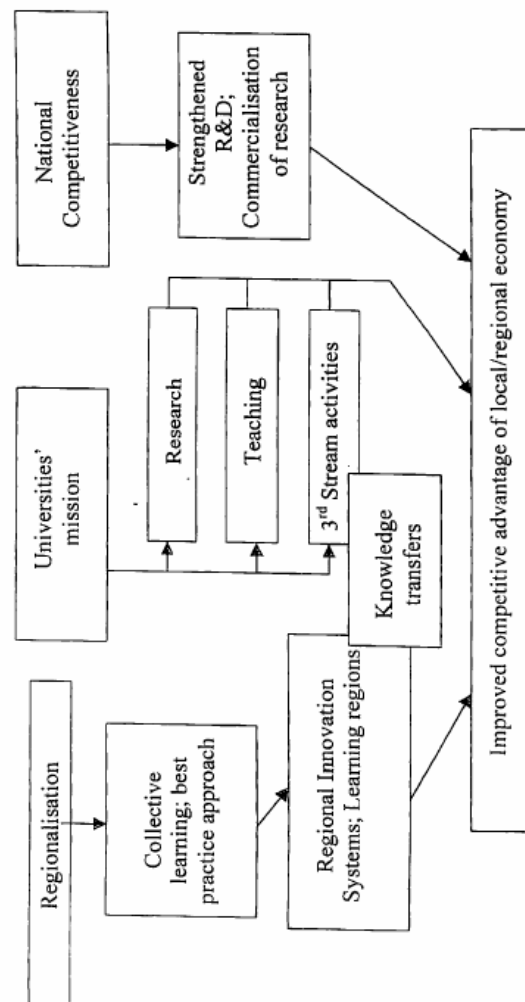 Regionalisation
Universities'
mission
National
Competitiveness
Collective
learning; best
practice approach
Research
Teaching
3rd Stream activities
Strengthened
R&D;
Commercialisation
of research
Regional Innovation
Systems; Learning regions
Knowledge
transfers
Improved competitive advantage of local/regional economy